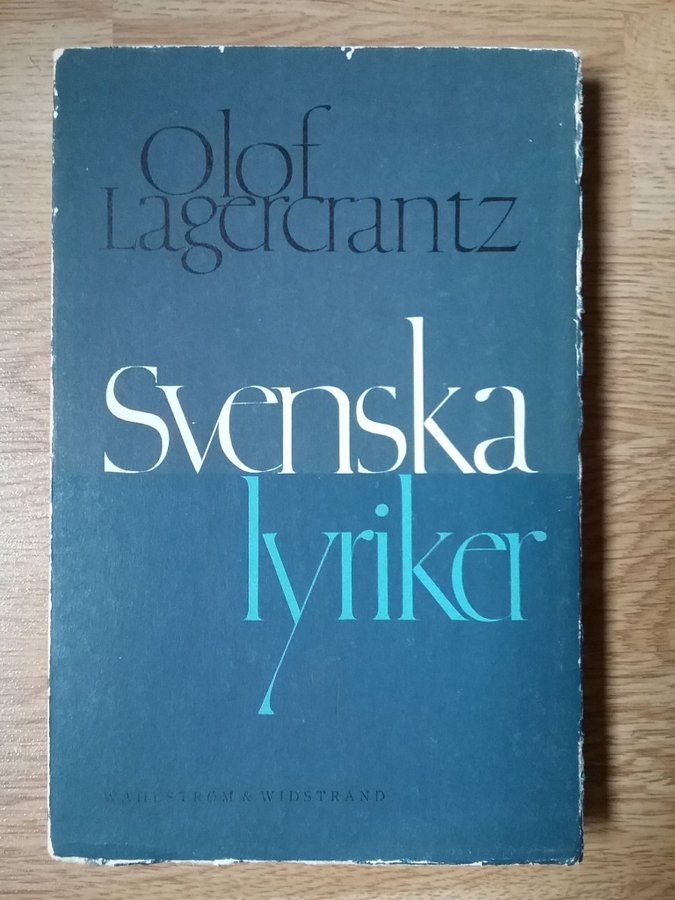 Olof
Lagercrantz
Svenska
lyriker
WAHLSTRÖM & WIDSTRAND